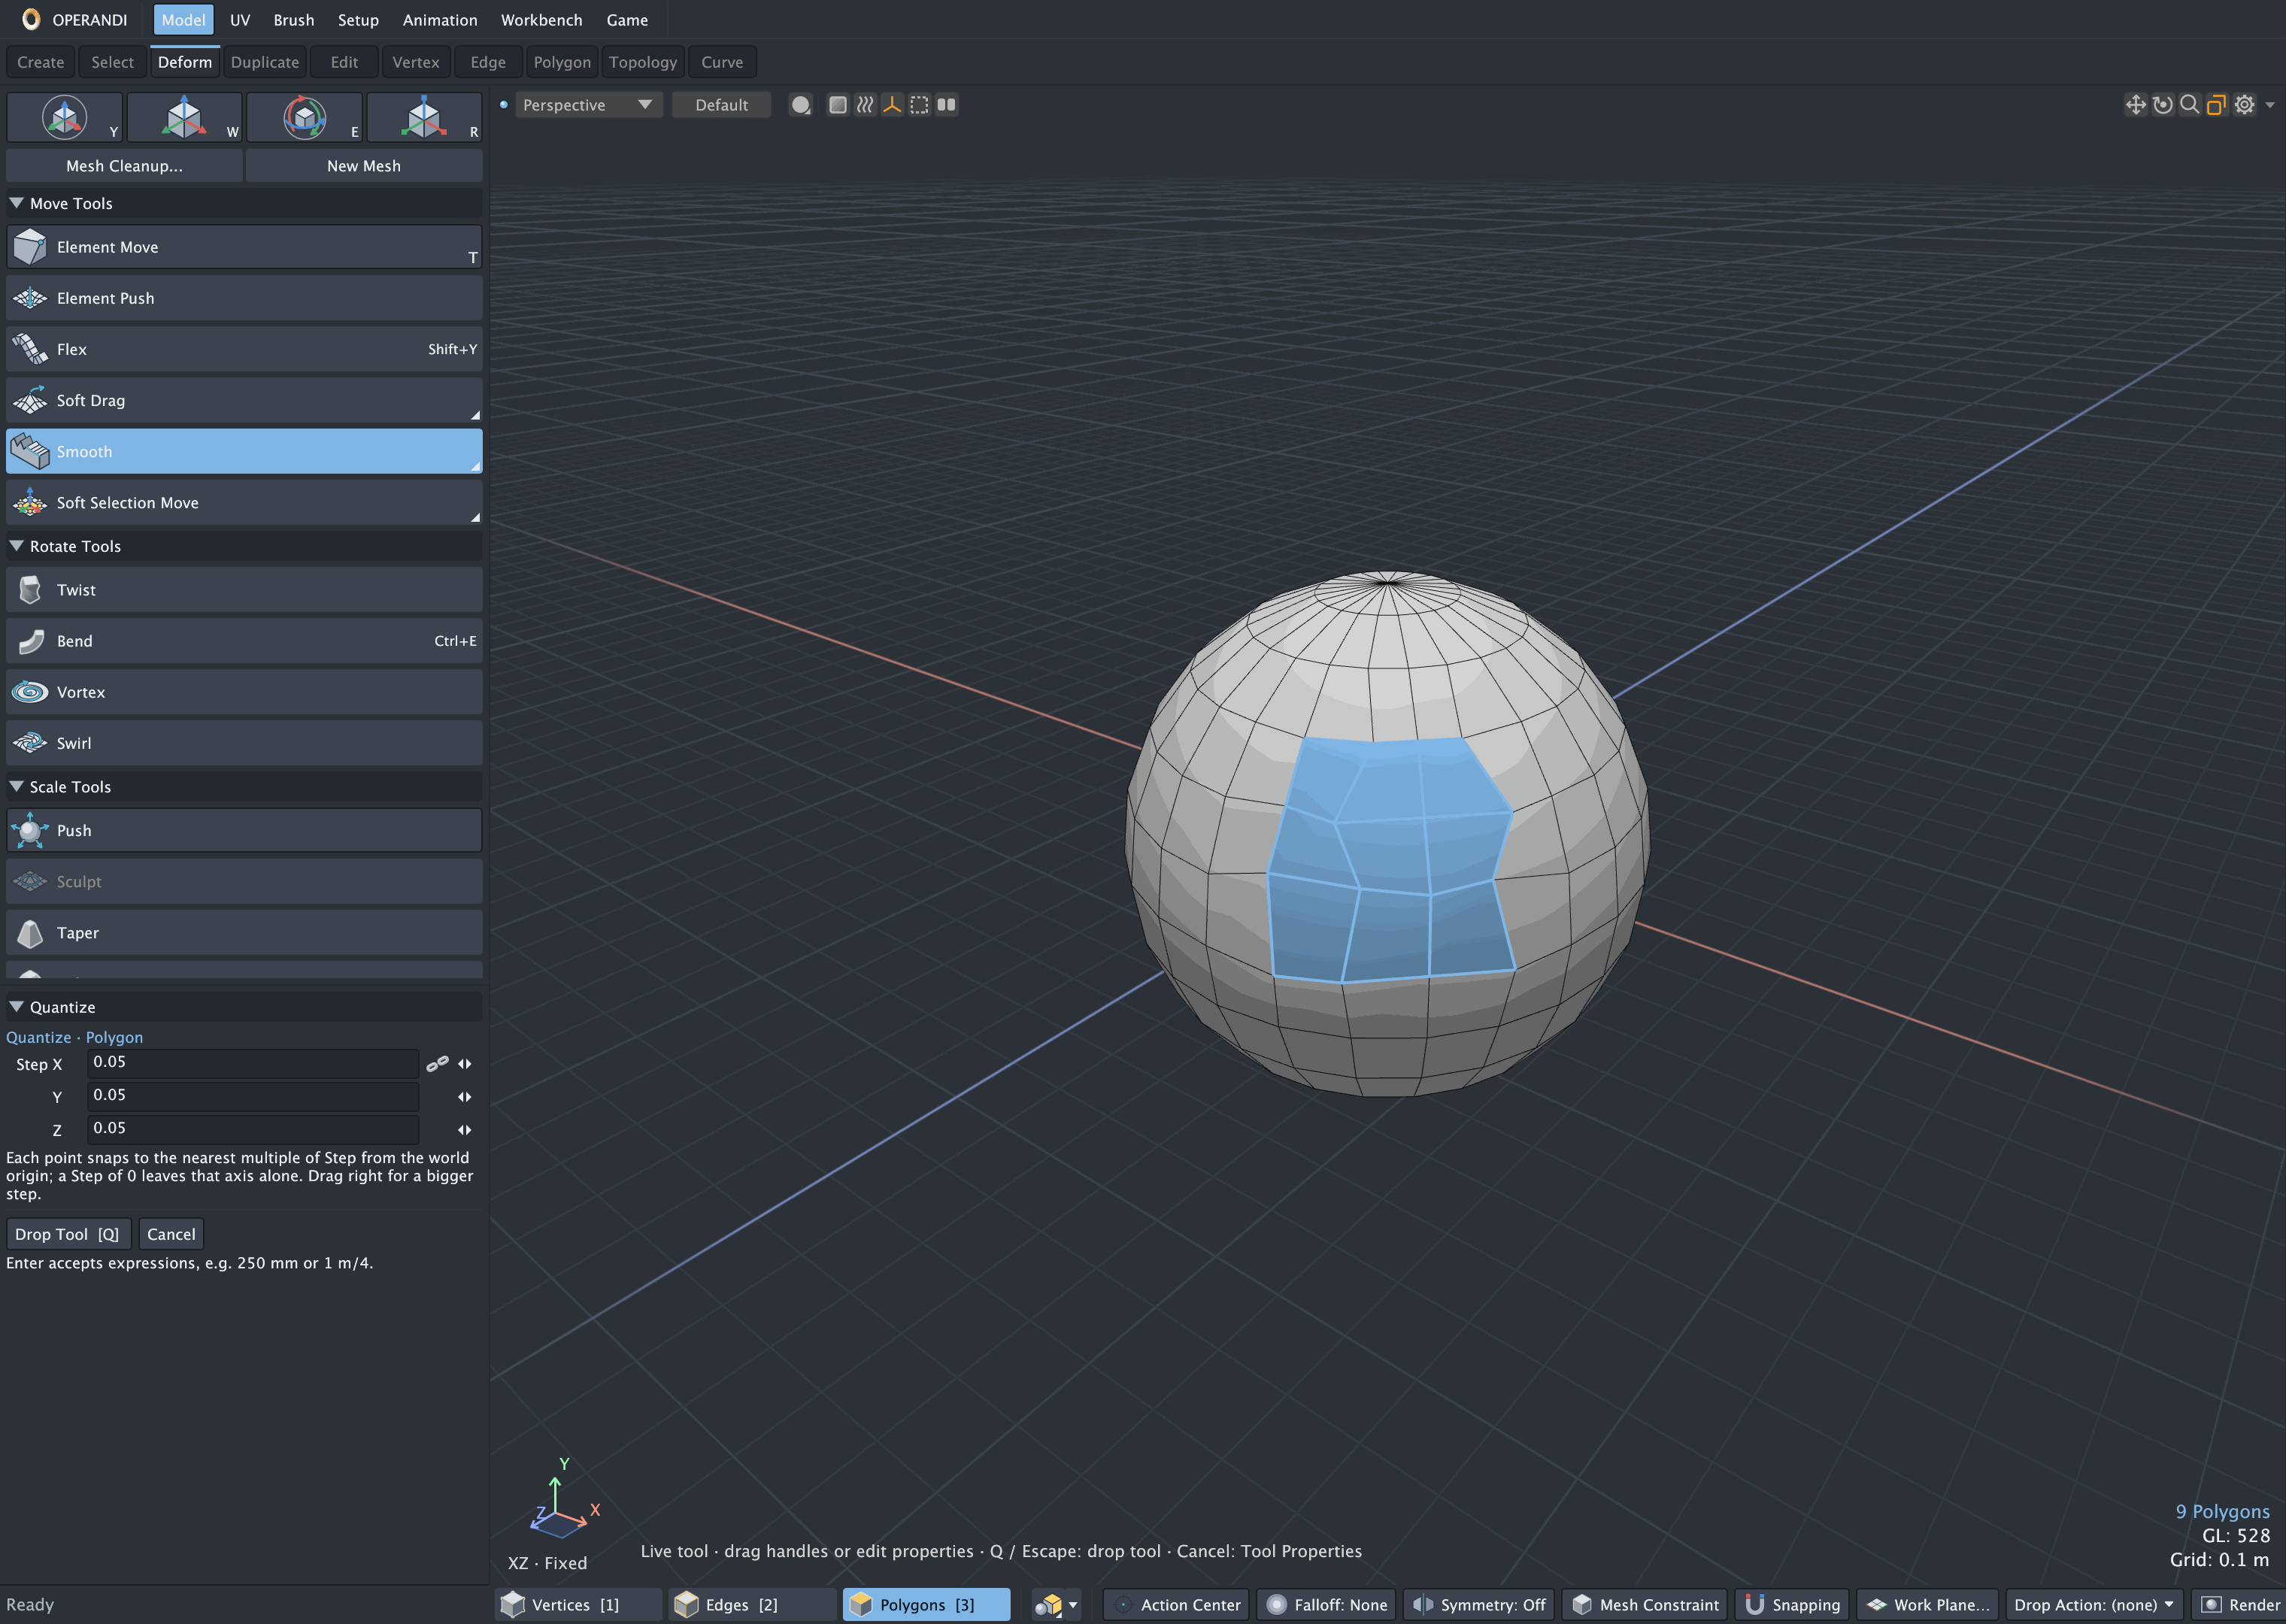 OPERANDI Model UV Brush Setup Animation Workbench Game
Create Select Deform Duplicate Edit Vertex Edge Polygon Topology Curve
Y W E R
Perspective Default
Mesh Cleanup... New Mesh
Move Tools
Element Move T
Element Push
Flex Shift+Y
Soft Drag
Smooth
Soft Selection Move
Rotate Tools
Twist
Bend Ctrl+E
Vortex
Swirl
Scale Tools
Push
Sculpt
Taper
Quantize
Quantize · Polygon
Step X 0.05
Y 0.05
Z 0.05
Each point snaps to the nearest multiple of Step from the world
origin; a Step of 0 leaves that axis alone. Drag right for a bigger
step.
Drop Tool [Q] Cancel
Enter accepts expressions, e.g. 250 mm or 1 m/4.
Y
Z X
XZ · Fixed
Live tool · drag handles or edit properties · Q / Escape: drop tool · Cancel: Tool Properties
9 Polygons
GL: 528
Grid: 0.1 m
Ready Vertices [1] Edges [2] Polygons [3] Action Center Falloff: None Symmetry: Off Mesh Constraint Snapping Work Plane... Drop Action: (none) Render